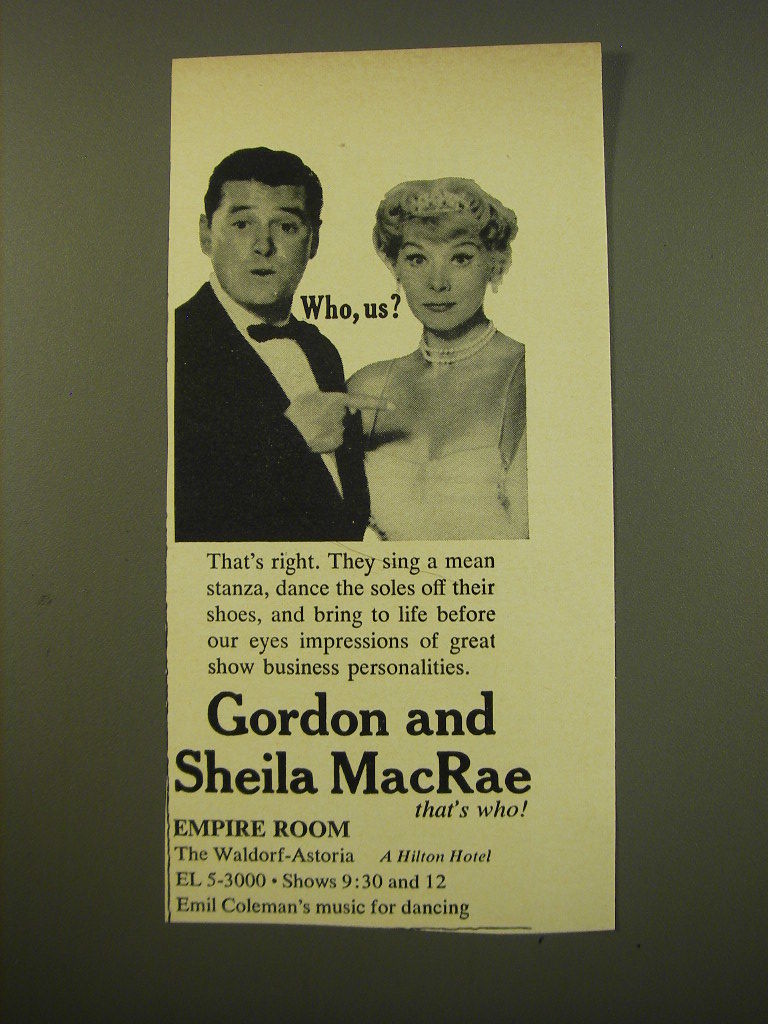 Who, us?
That's right. They sing a mean
stanza, dance the soles off their
shoes, and bring to life before
our eyes impressions of great
show business personalities.
Gordon and
Sheila MacRae
that's who!
EMPIRE ROOM
The Waldorf-Astoria A Hilton Hotel
EL 5-3000 • Shows 9:30 and 12
Emil Coleman's music for dancing